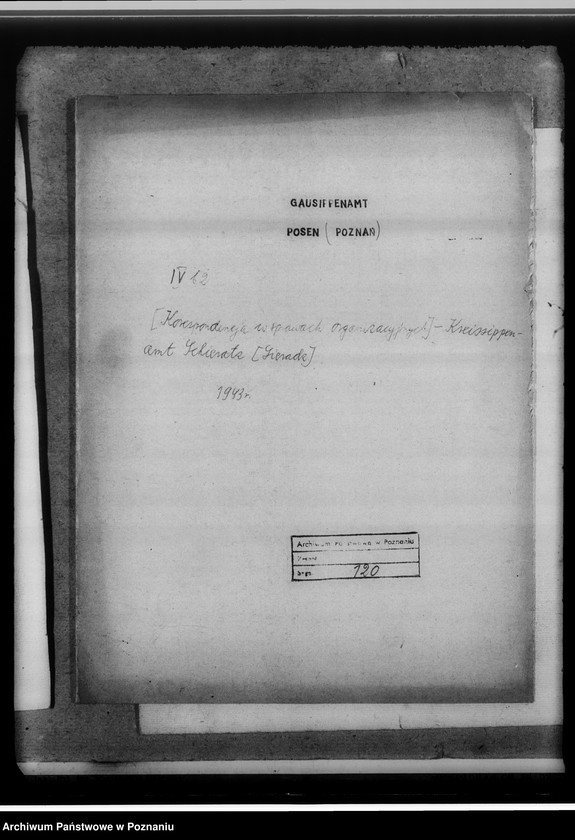 GAUSIPPENAMT
POSEN (POZNAŃ)
IV 62
[Korespondencja w sprawach organizacyjnych] - Kreissippen-
amt Schieratz [Sieradz]
1943 r.
Archiwum Państwowe w Poznaniu
Zespół
Sygn. 120
Archiwum Państwowe w Poznaniu